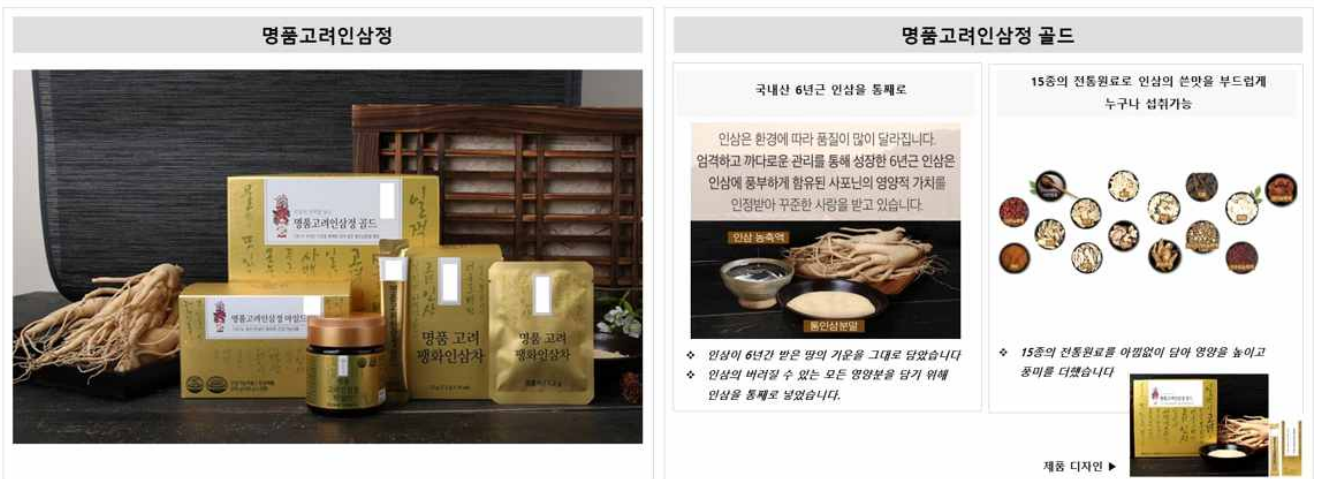 명품고려인삼정
명품고려인삼정 골드
명품고려인삼정 마일드
명품 고려
팽화인삼차
명품 고려
팽화인삼차
명품
고려인삼정
명품고려인삼정 골드
국내산 6년근 인삼을 통째로
인삼은 환경에 따라 품질이 많이 달라집니다.
엄격하고 까다로운 관리를 통해 성장한 6년근 인삼은
인삼에 풍부하게 함유된 사포닌의 영양적 가치를
인정받아 꾸준한 사랑을 받고 있습니다.
인삼 농축액
통인삼분말
❖ 인삼이 6년간 받은 땅의 기운을 그대로 담았습니다
❖ 인삼의 버려질 수 있는 모든 영양분을 담기 위해
인삼을 통째로 넣었습니다.
15종의 전통원료로 인삼의 쓴맛을 부드럽게
누구나 섭취가능
❖ 15종의 전통원료를 아낌없이 담아 영양을 높이고
풍미를 더했습니다
제품 디자인 ▶